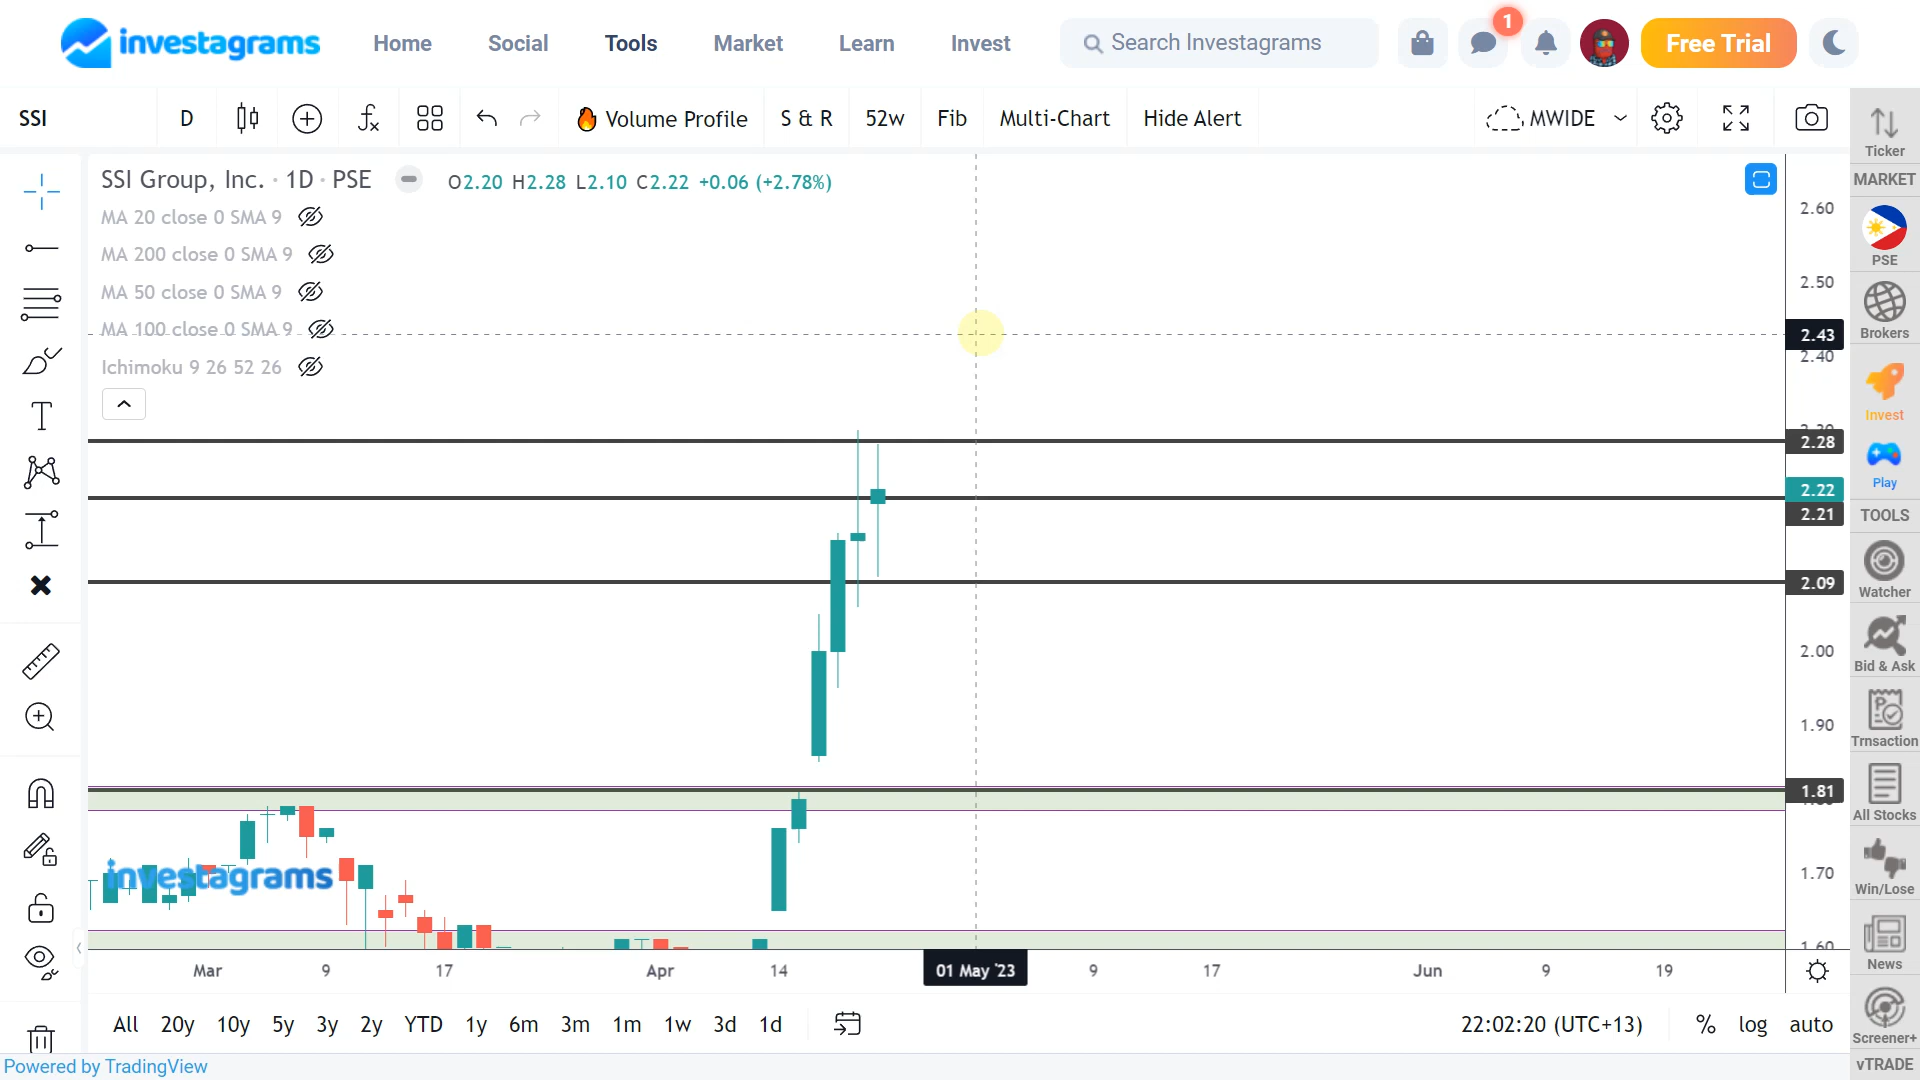 investagrams
Home Social Tools Market Learn Invest
Search Investagrams
1
Free Trial
SSI D Volume Profile S & R 52w Fib Multi-Chart Hide Alert MWIDE
SSI Group, Inc. · 1D · PSE O2.20 H2.28 L2.10 C2.22 +0.06 (+2.78%)
MA 20 close 0 SMA 9
MA 200 close 0 SMA 9
MA 50 close 0 SMA 9
MA 100 close 0 SMA 9
Ichimoku 9 26 52 26
2.60
2.50
2.43
2.40
2.28
2.22
2.21
2.09
2.00
1.90
1.81
1.70
1.60
investagrams
Mar 9 17 Apr 14 01 May '23 9 17 Jun 9 19
All 20y 10y 5y 3y 2y YTD 1y 6m 3m 1m 1w 3d 1d
22:02:20 (UTC+13) % log auto
Powered by TradingView
Ticker
MARKET
PSE
Brokers
Invest
Play
TOOLS
Watcher
Bid & Ask
Trnsaction
All Stocks
Win/Lose
News
Screener+
vTRADE